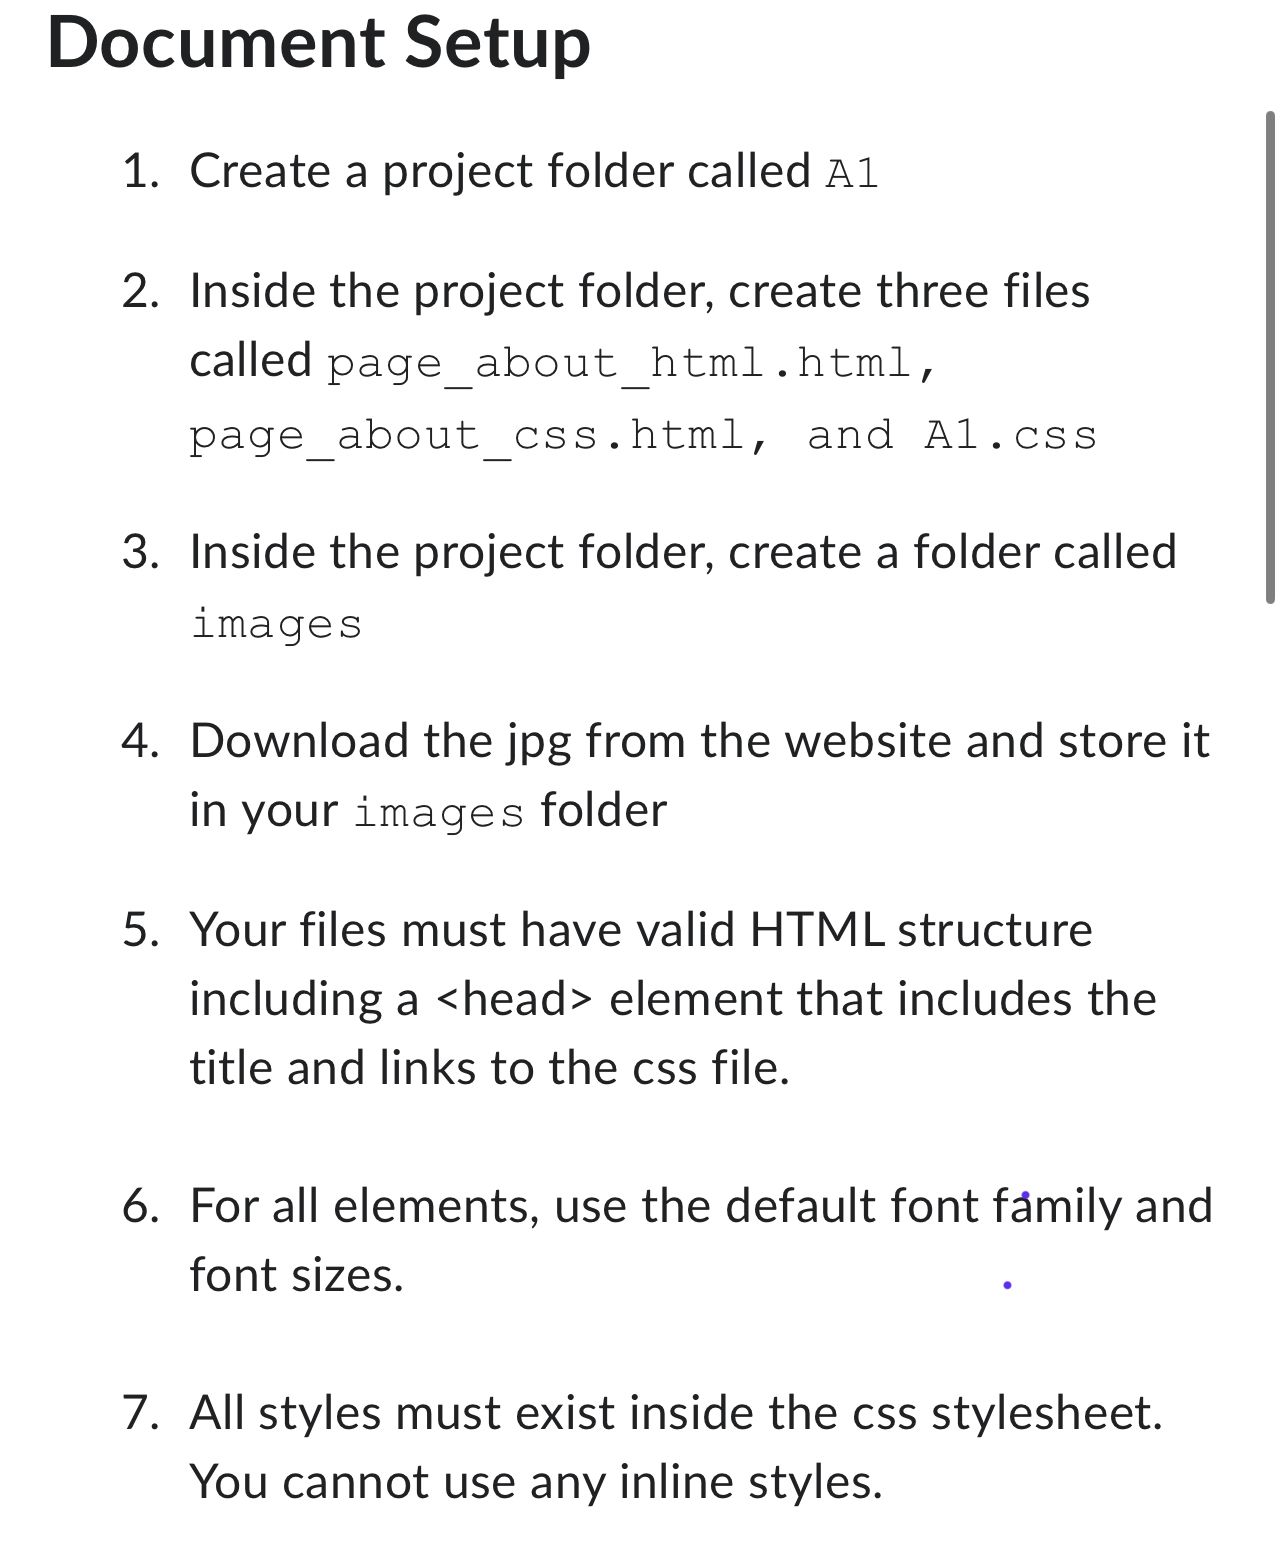 Document Setup
1. Create a project folder called A1
2. Inside the project folder, create three files
called page_about_html.html,
page_about_css.html, and A1.css
3. Inside the project folder, create a folder called
images
4. Download the jpg from the website and store it
in your images folder
5. Your files must have valid HTML structure
including a <head> element that includes the
title and links to the css file.
6. For all elements, use the default font family and
font sizes.
7. All styles must exist inside the css stylesheet.
You cannot use any inline styles.